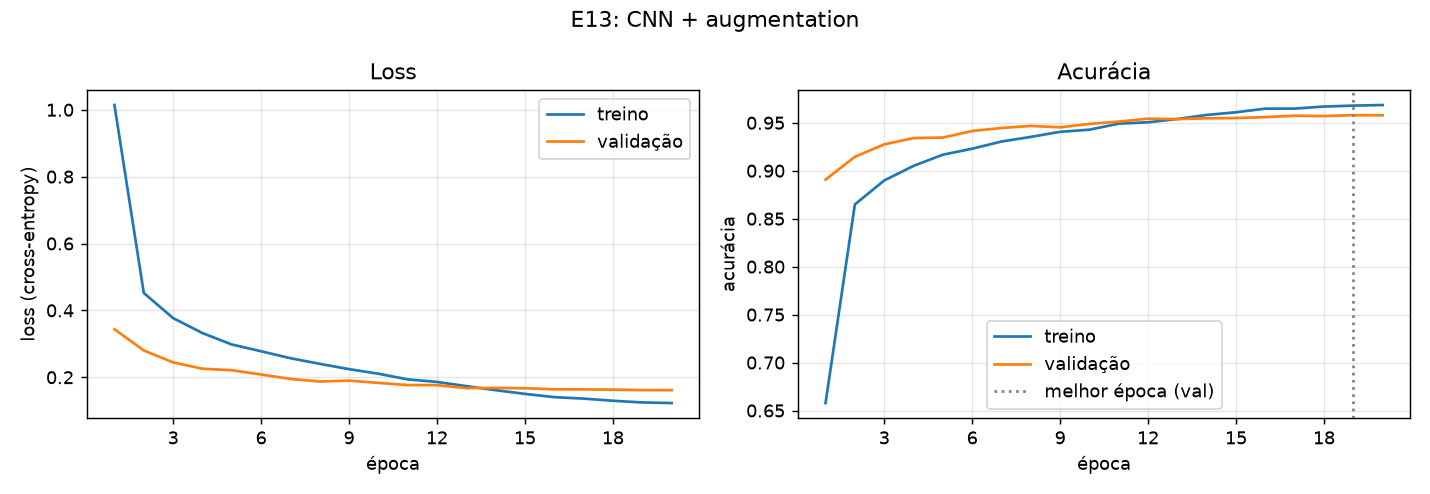 E13: CNN + augmentation
Loss
loss (cross-entropy)
1.0
0.8
0.6
0.4
0.2
treino
validação
3 6 9 12 15 18
época
Acurácia
acurácia
0.95
0.90
0.85
0.80
0.75
0.70
0.65
treino
validação
melhor época (val)
3 6 9 12 15 18
época